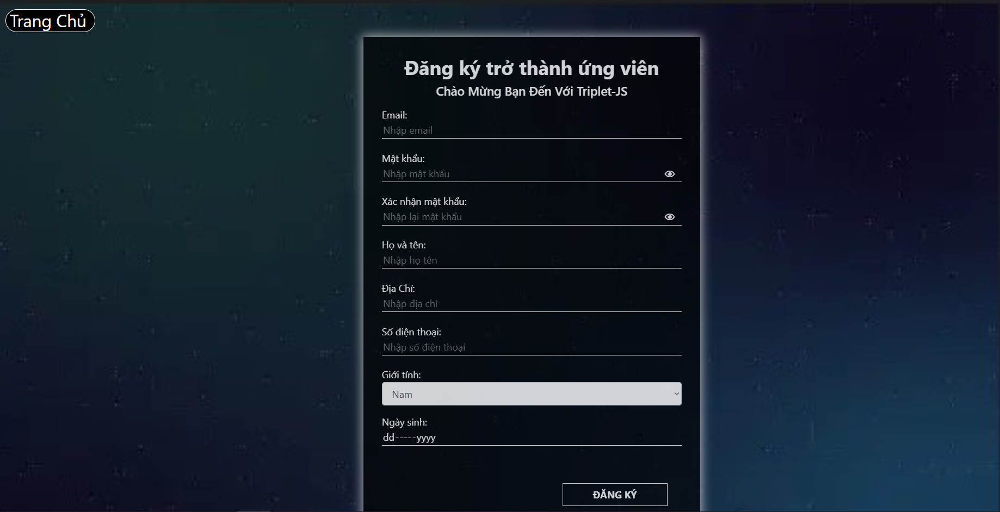 Trang Chủ
Đăng ký trở thành ứng viên
Chào Mừng Bạn Đến Với Triplet-JS
Email:
Nhập email
Mật khẩu:
Nhập mật khẩu
Xác nhận mật khẩu:
Nhập lại mật khẩu
Họ và tên:
Nhập họ tên
Địa Chỉ:
Nhập địa chỉ
Số điện thoại:
Nhập số điện thoại
Giới tính:
Nam
Ngày sinh:
dd-----yyyy
ĐĂNG KÝ